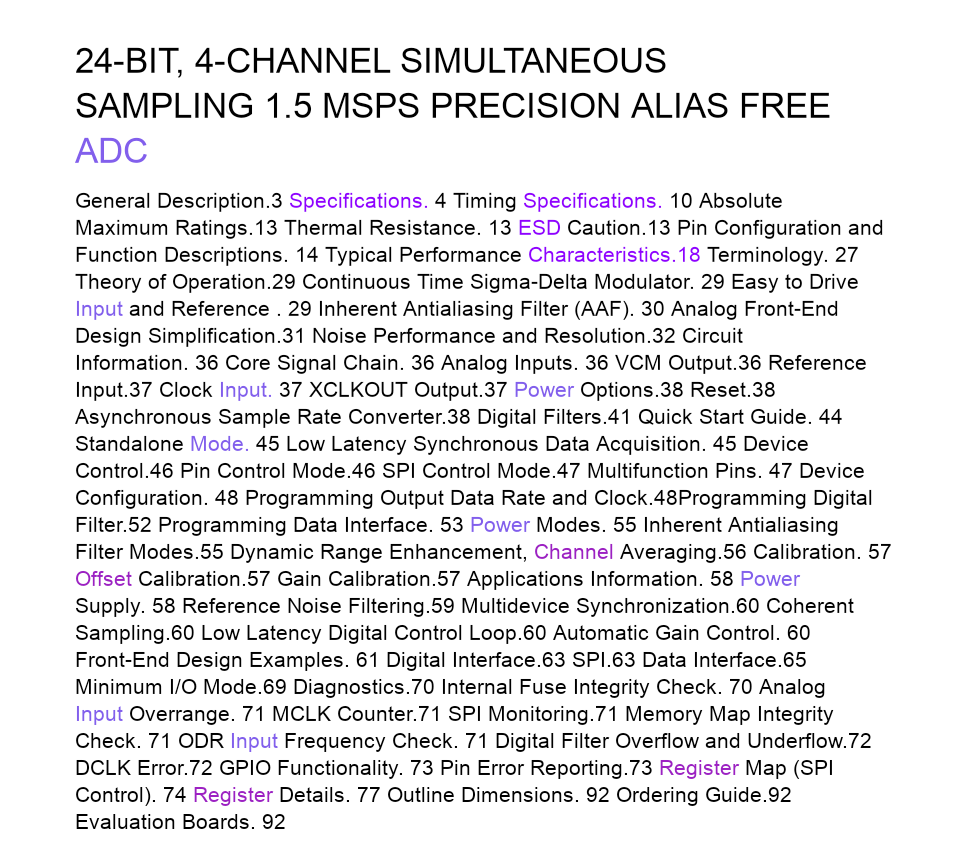 24-BIT, 4-CHANNEL SIMULTANEOUS
SAMPLING 1.5 MSPS PRECISION ALIAS FREE
ADC
General Description.3 Specifications. 4 Timing Specifications. 10 Absolute
Maximum Ratings.13 Thermal Resistance. 13 ESD Caution.13 Pin Configuration and
Function Descriptions. 14 Typical Performance Characteristics.18 Terminology. 27
Theory of Operation.29 Continuous Time Sigma-Delta Modulator. 29 Easy to Drive
Input and Reference . 29 Inherent Antialiasing Filter (AAF). 30 Analog Front-End
Design Simplification.31 Noise Performance and Resolution.32 Circuit
Information. 36 Core Signal Chain. 36 Analog Inputs. 36 VCM Output.36 Reference
Input.37 Clock Input. 37 XCLKOUT Output.37 Power Options.38 Reset.38
Asynchronous Sample Rate Converter.38 Digital Filters.41 Quick Start Guide. 44
Standalone Mode. 45 Low Latency Synchronous Data Acquisition. 45 Device
Control.46 Pin Control Mode.46 SPI Control Mode.47 Multifunction Pins. 47 Device
Configuration. 48 Programming Output Data Rate and Clock.48Programming Digital
Filter.52 Programming Data Interface. 53 Power Modes. 55 Inherent Antialiasing
Filter Modes.55 Dynamic Range Enhancement, Channel Averaging.56 Calibration. 57
Offset Calibration.57 Gain Calibration.57 Applications Information. 58 Power
Supply. 58 Reference Noise Filtering.59 Multidevice Synchronization.60 Coherent
Sampling.60 Low Latency Digital Control Loop.60 Automatic Gain Control. 60
Front-End Design Examples. 61 Digital Interface.63 SPI.63 Data Interface.65
Minimum I/O Mode.69 Diagnostics.70 Internal Fuse Integrity Check. 70 Analog
Input Overrange. 71 MCLK Counter.71 SPI Monitoring.71 Memory Map Integrity
Check. 71 ODR Input Frequency Check. 71 Digital Filter Overflow and Underflow.72
DCLK Error.72 GPIO Functionality. 73 Pin Error Reporting.73 Register Map (SPI
Control). 74 Register Details. 77 Outline Dimensions. 92 Ordering Guide.92
Evaluation Boards. 92